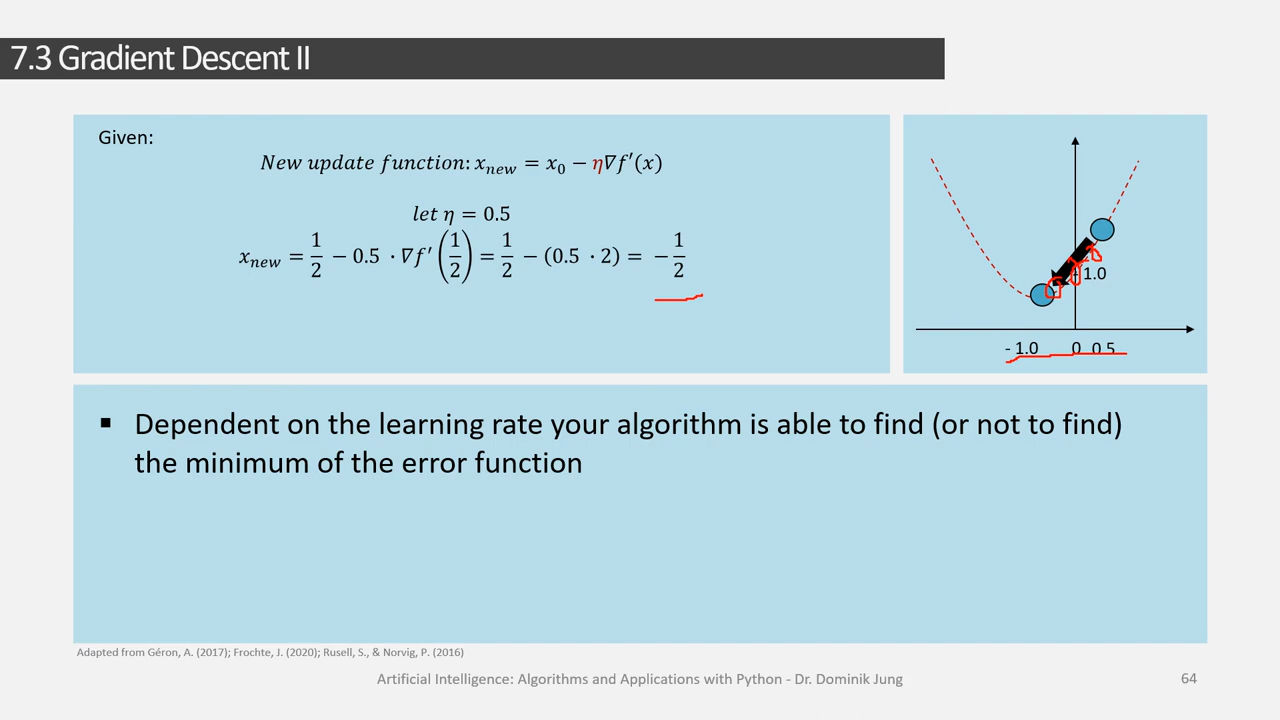 7.3 Gradient Descent II
Given:
New update function: x_new = x_0 − η∇f′(x)
let η = 0.5
x_new = 1/2 − 0.5 · ∇f′(1/2) = 1/2 − (0.5 · 2) = − 1/2
1.0
- 1.0 0 0.5
▪ Dependent on the learning rate your algorithm is able to find (or not to find)
the minimum of the error function
Adapted from Géron, A. (2017); Frochte, J. (2020); Rusell, S., & Norvig, P. (2016)
Artificial Intelligence: Algorithms and Applications with Python - Dr. Dominik Jung
64